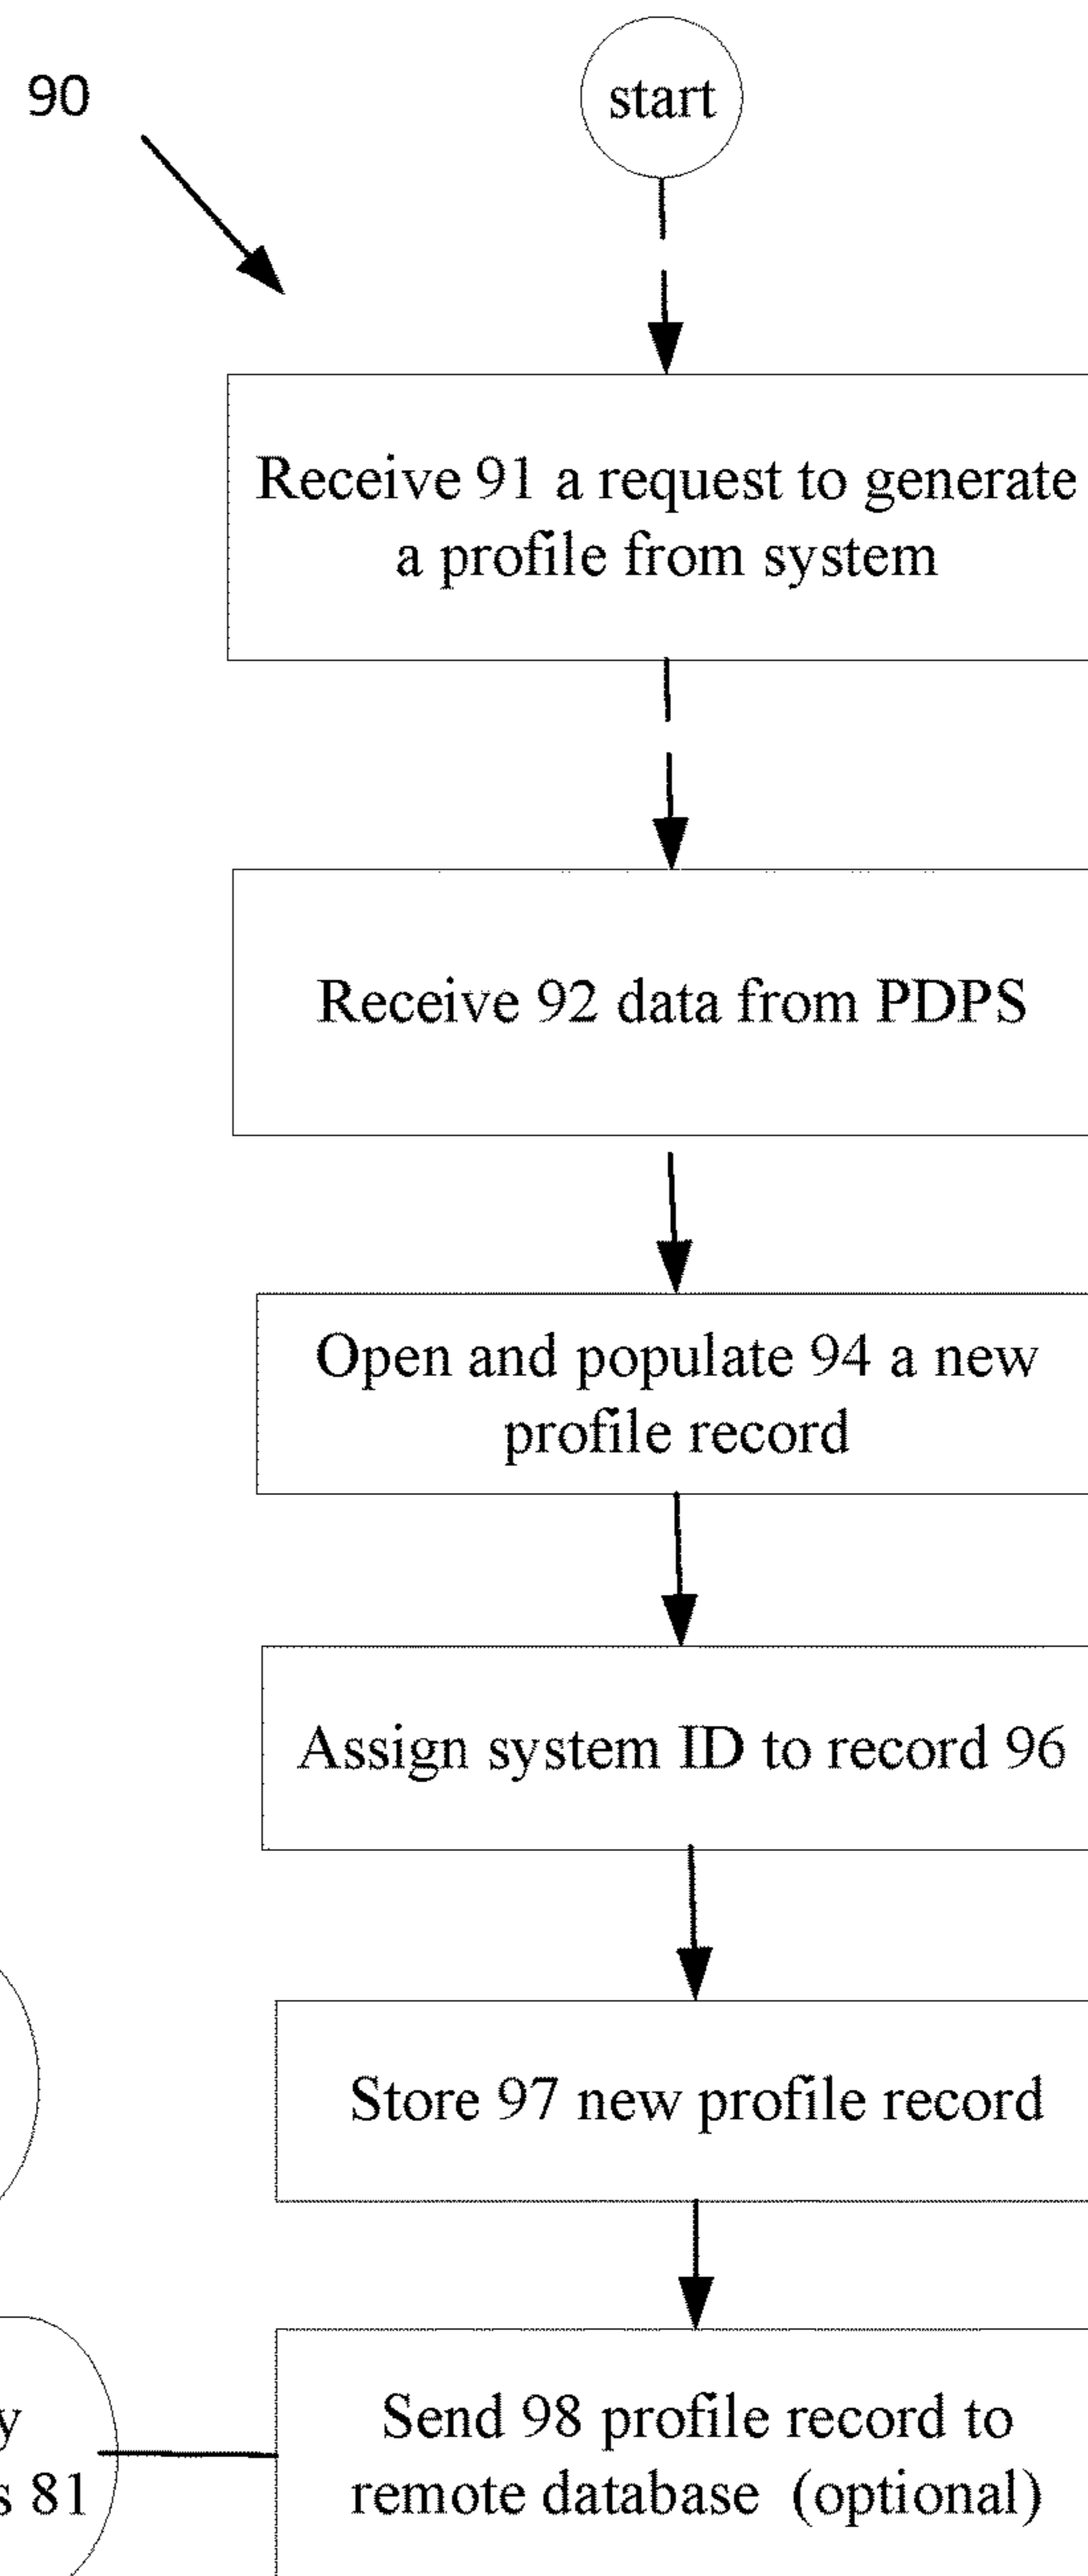 90
start
Receive 91 a request to generate
a profile from system
Receive 92 data from PDPS
Open and populate 94 a new
profile record
Assign system ID to record 96
Store 97 new profile record
Send 98 profile record to
remote database (optional)
y
s 81